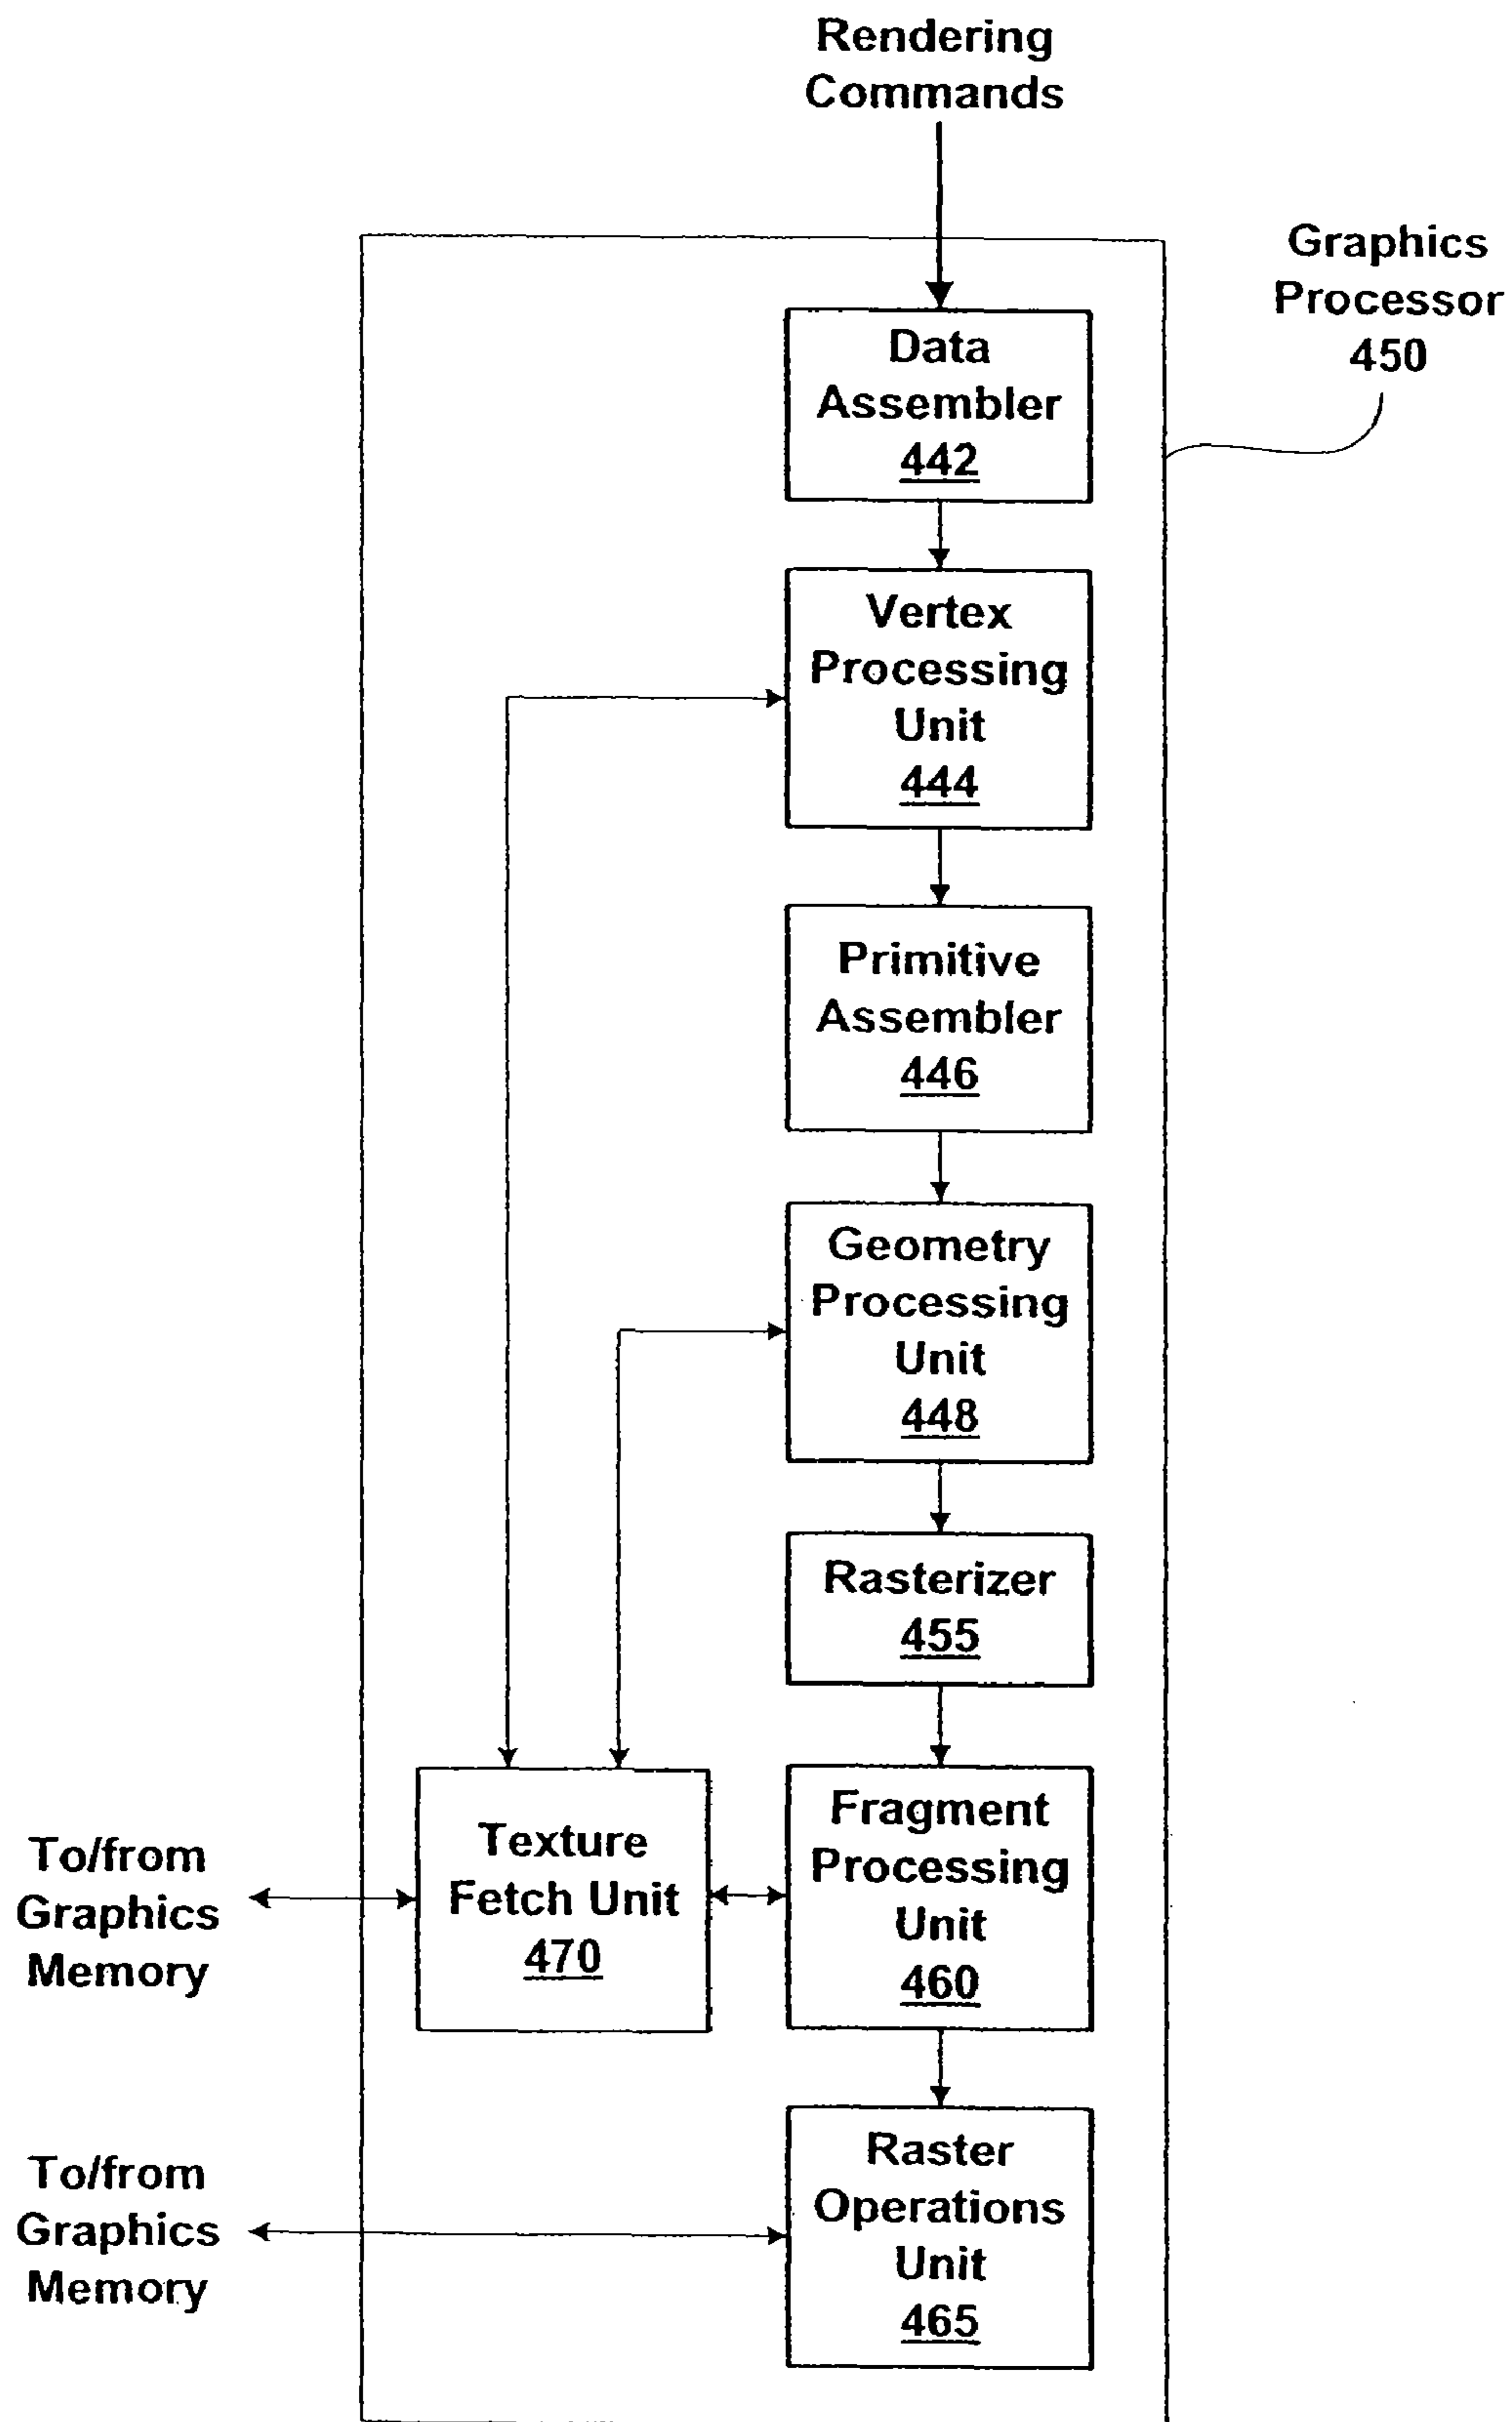 Rendering
Commands
Graphics
Processor
450
Data
Assembler
442
Vertex
Processing
Unit
444
Primitive
Assembler
446
Geometry
Processing
Unit
448
Rasterizer
455
Fragment
Processing
Unit
460
Texture
Fetch Unit
470
To/from
Graphics
Memory
Raster
Operations
Unit
465
To/from
Graphics
Memory